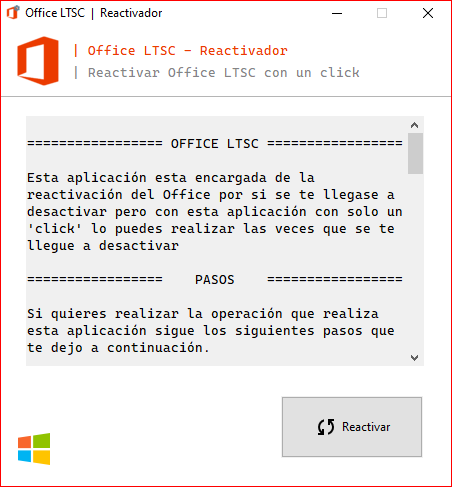 Office LTSC | Reactivador
| Office LTSC - Reactivador
| Reactivar Office LTSC con un click
================= OFFICE LTSC =================
Esta aplicación esta encargada de la
reactivación del Office por si se te llegase a
desactivar pero con esta aplicación con solo un
'click' lo puedes realizar las veces que se te
llegue a desactivar
=================    PASOS    =================
Si quieres realizar la operación que realiza
esta aplicación sigue los siguientes pasos que
te dejo a continuación.
Reactivar